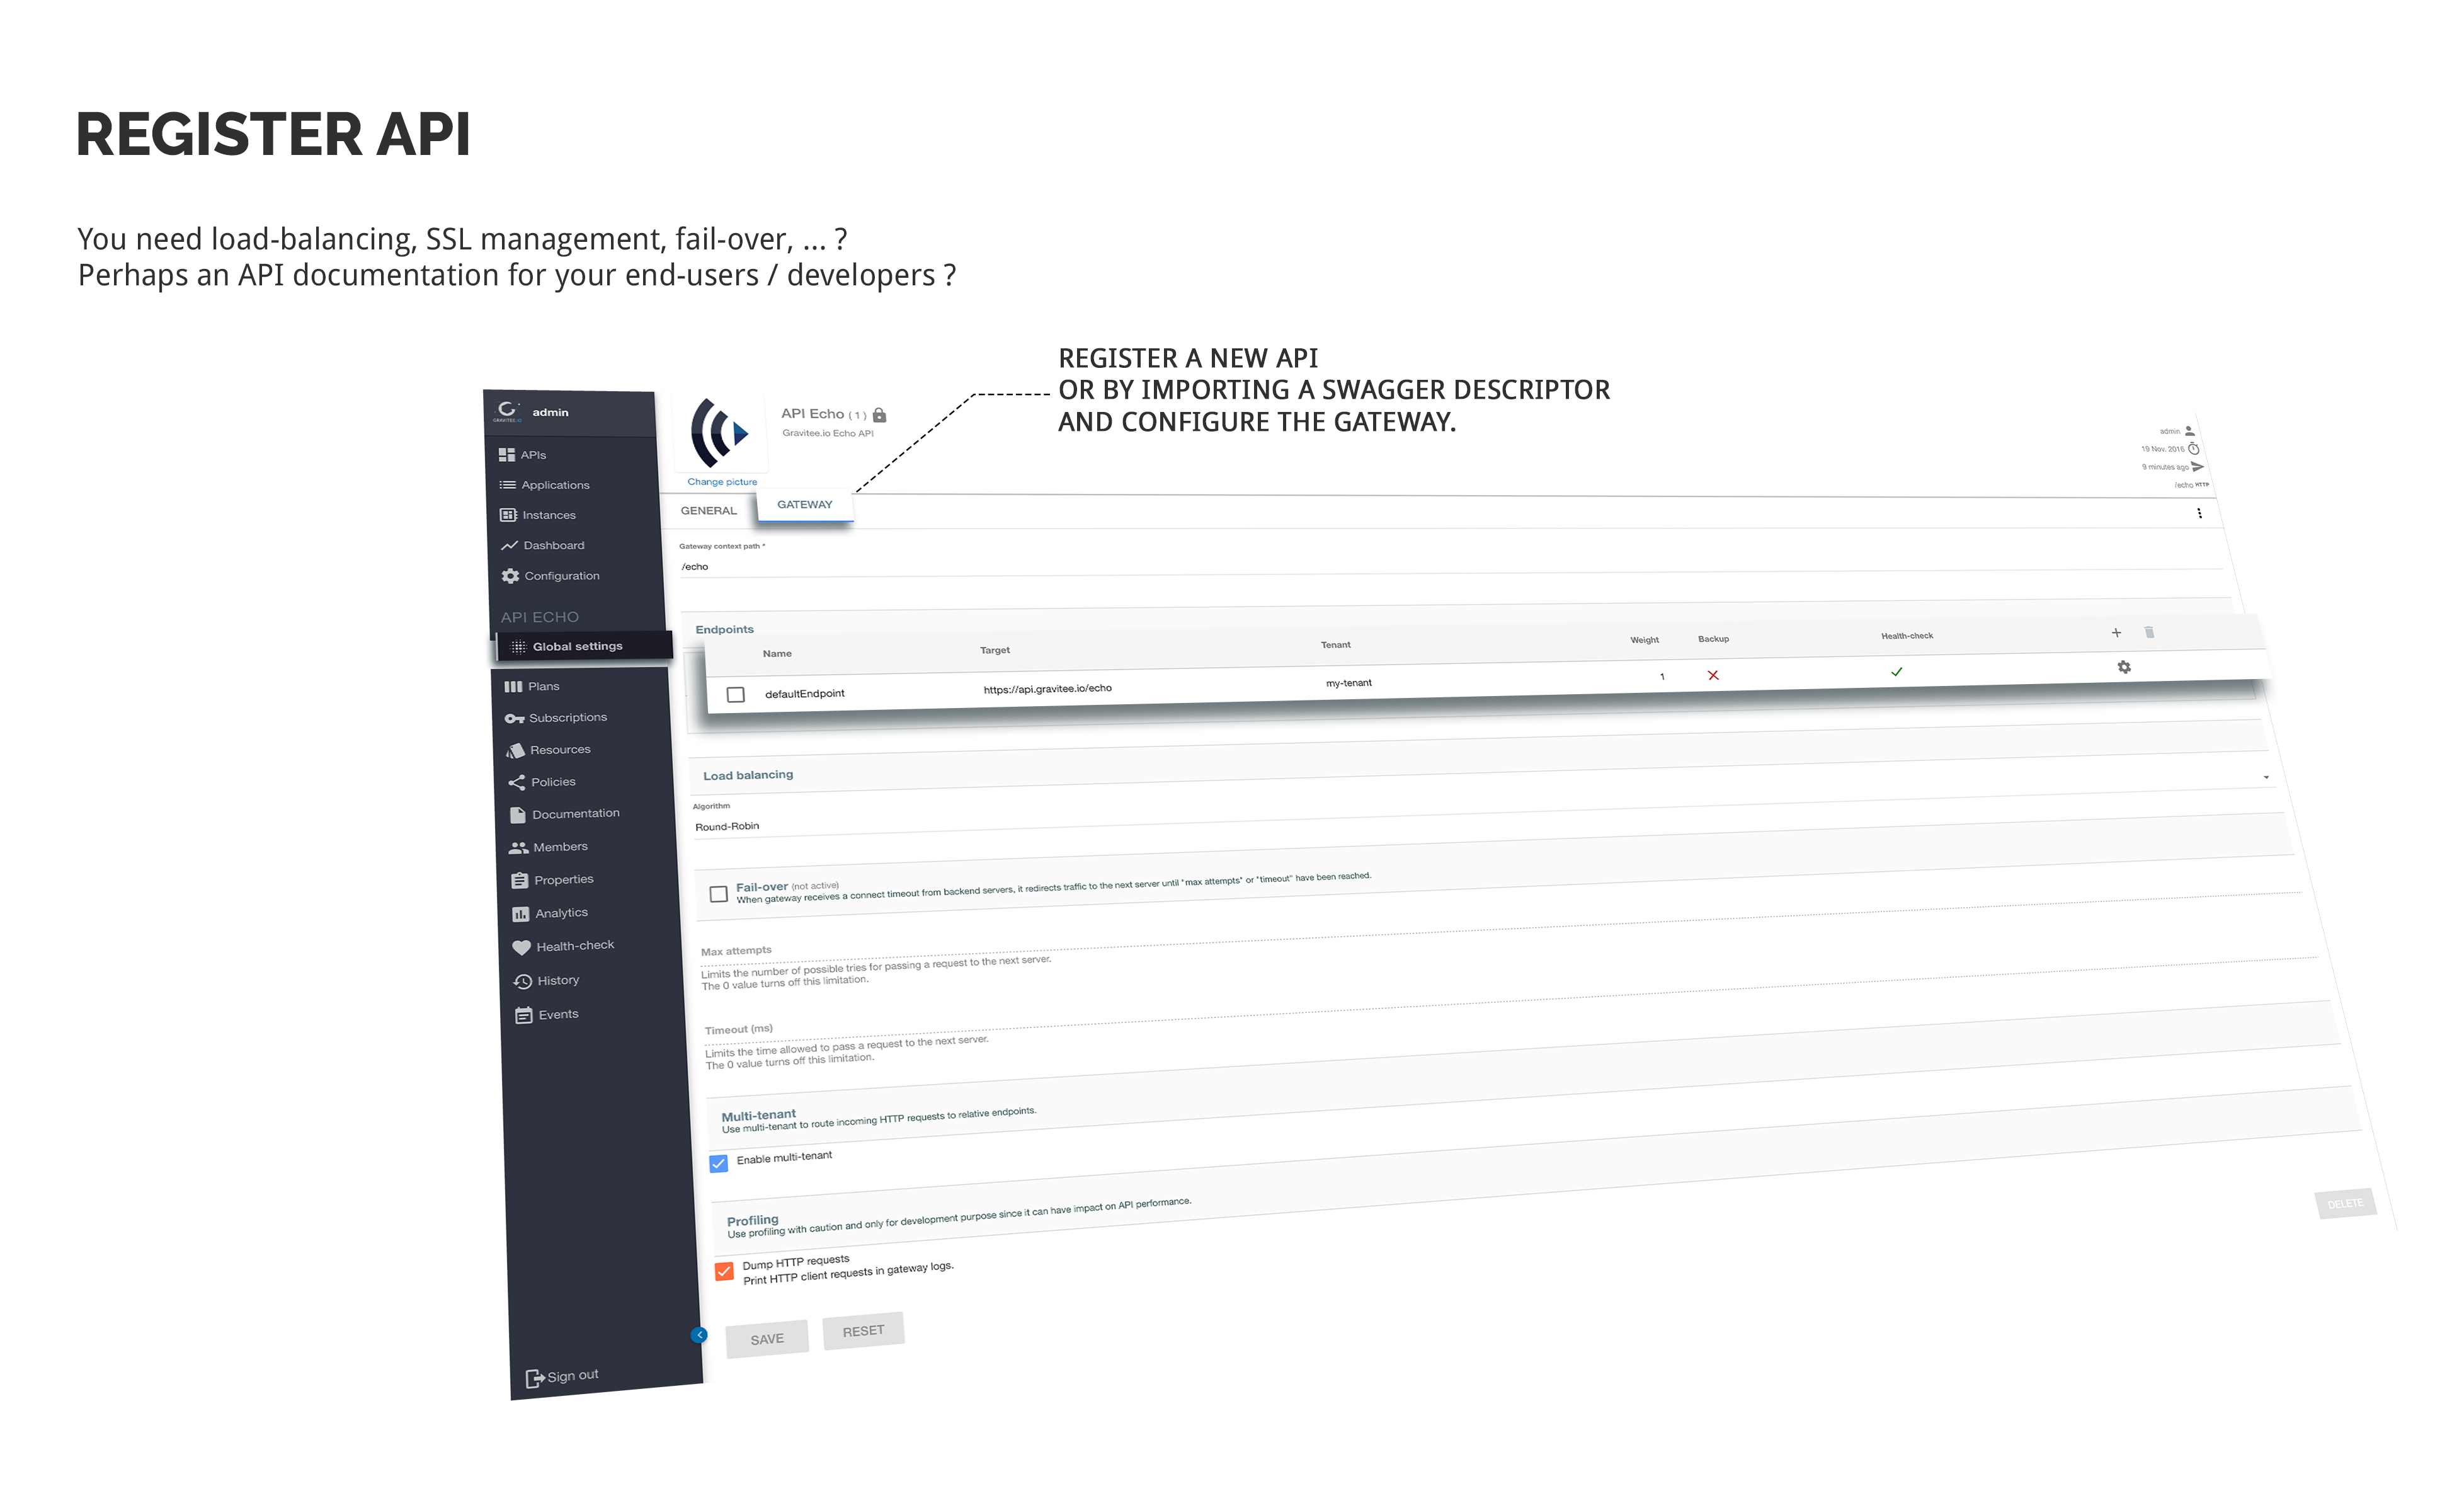 REGISTER API
You need load-balancing, SSL management, fail-over, ... ?
Perhaps an API documentation for your end-users / developers ?
REGISTER A NEW API
OR BY IMPORTING A SWAGGER DESCRIPTOR
AND CONFIGURE THE GATEWAY.
GRAVITEE.IO
admin
APIs
Applications
Instances
Dashboard
Configuration
API ECHO
Global settings
Plans
Subscriptions
Resources
Policies
Documentation
Members
Properties
Analytics
Health-check
History
Events
Sign out
API Echo (1)
Gravitee.io Echo API
Change picture
admin
19 Nov. 2016
9 minutes ago
/echo HTTP
GENERAL GATEWAY
Gateway context path *
/echo
Endpoints
Name Target Tenant Weight Backup Health-check
defaultEndpoint https://api.gravitee.io/echo my-tenant 1
Load balancing
Algorithm
Round-Robin
Fail-over (not active)
When gateway receives a connect timeout from backend servers, it redirects traffic to the next server until "max attempts" or "timeout" have been reached.
Max attempts
Limits the number of possible tries for passing a request to the next server.
The 0 value turns off this limitation.
Timeout (ms)
Limits the time allowed to pass a request to the next server.
The 0 value turns off this limitation.
Multi-tenant
Use multi-tenant to route incoming HTTP requests to relative endpoints.
Enable multi-tenant
Profiling
Use profiling with caution and only for development purpose since it can have impact on API performance.
Dump HTTP requests
Print HTTP client requests in gateway logs.
DELETE
SAVE RESET